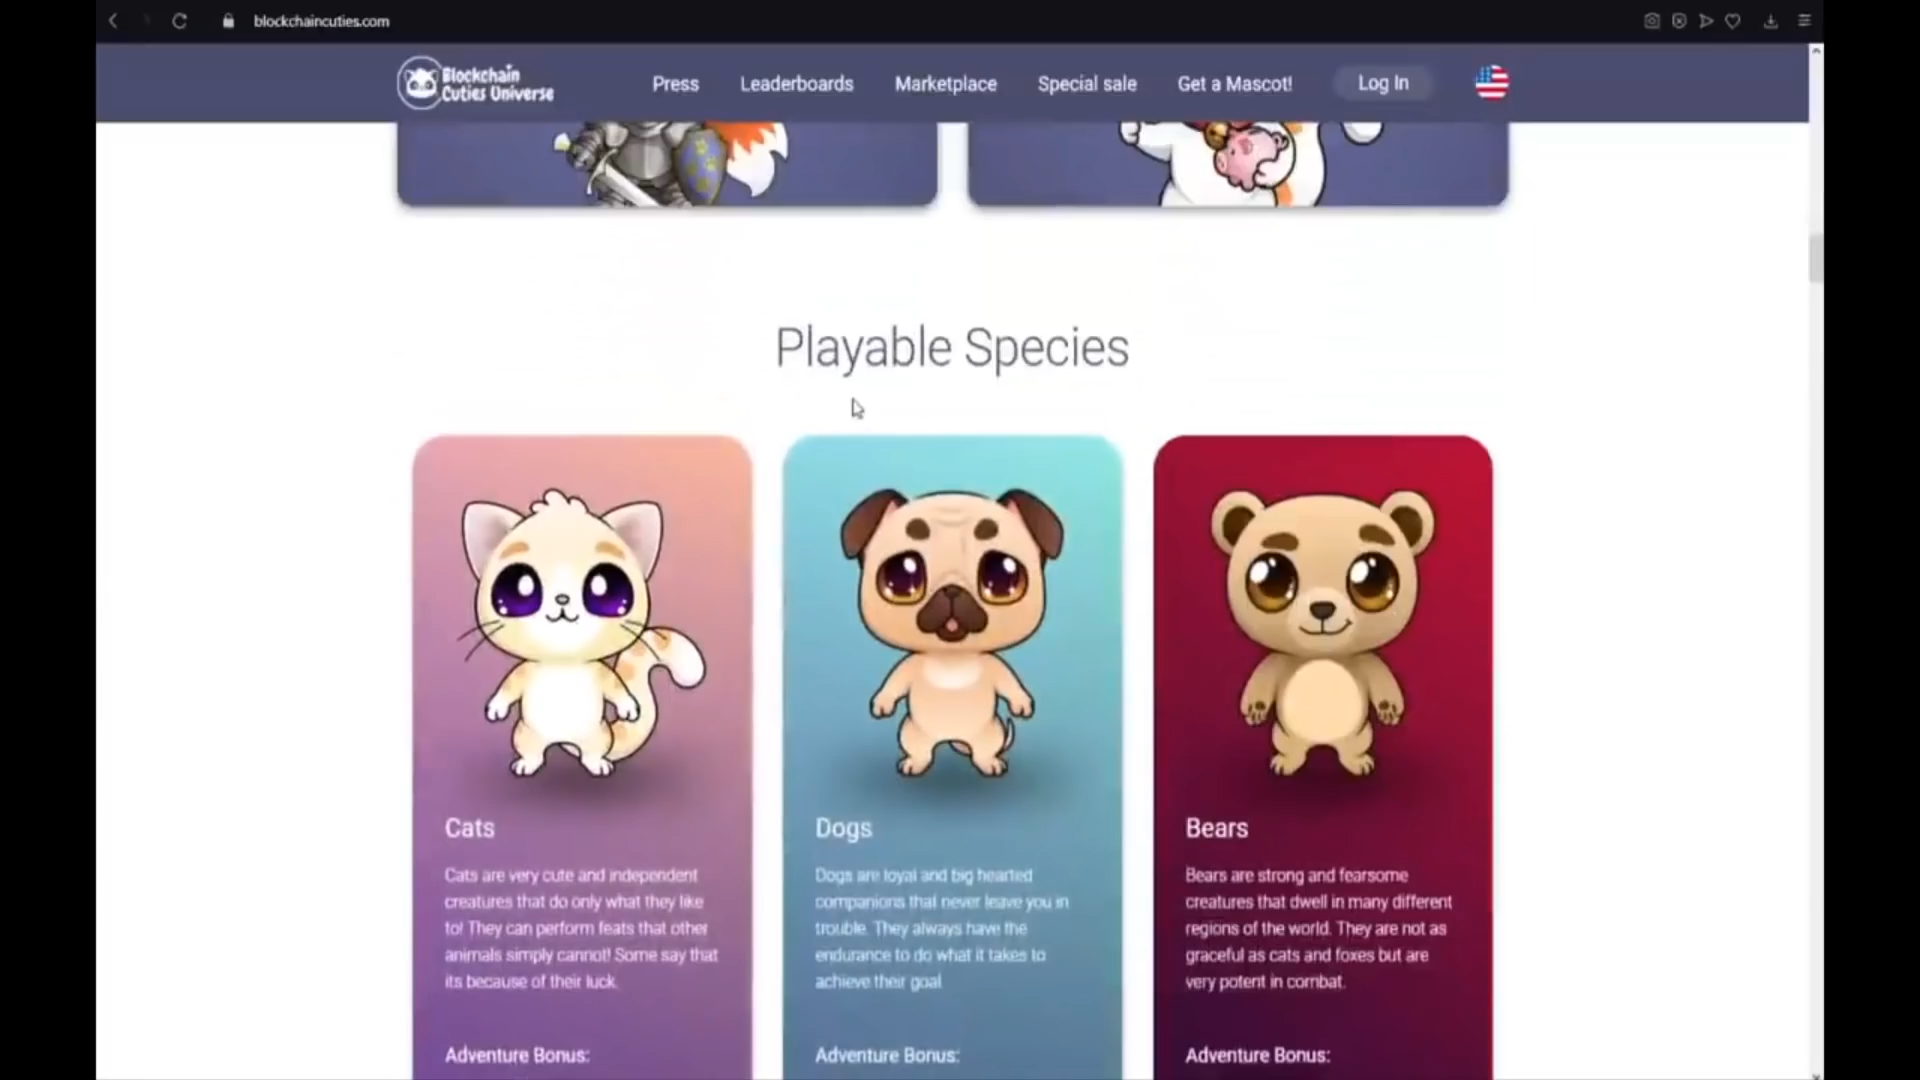 blockchaincuties.com
Blockchain
Cuties Universe
Press
Leaderboards
Marketplace
Special sale
Get a Mascot!
Log In
Playable Species
Cats
Cats are very cute and independent
creatures that do only what they like
to! They can perform feats that other
animals simply cannot! Some say that
its because of their luck.
Adventure Bonus:
Dogs
Dogs are loyal and big hearted
companions that never leave you in
trouble. They always have the
endurance to do what it takes to
achieve their goal
Adventure Bonus:
Bears
Bears are strong and fearsome
creatures that dwell in many different
regions of the world. They are not as
graceful as cats and foxes but are
very potent in combat.
Adventure Bonus: